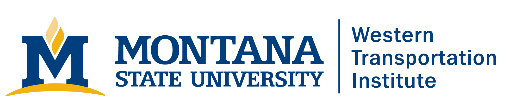 M
MONTANA
STATE UNIVERSITY
Western
Transportation
Institute